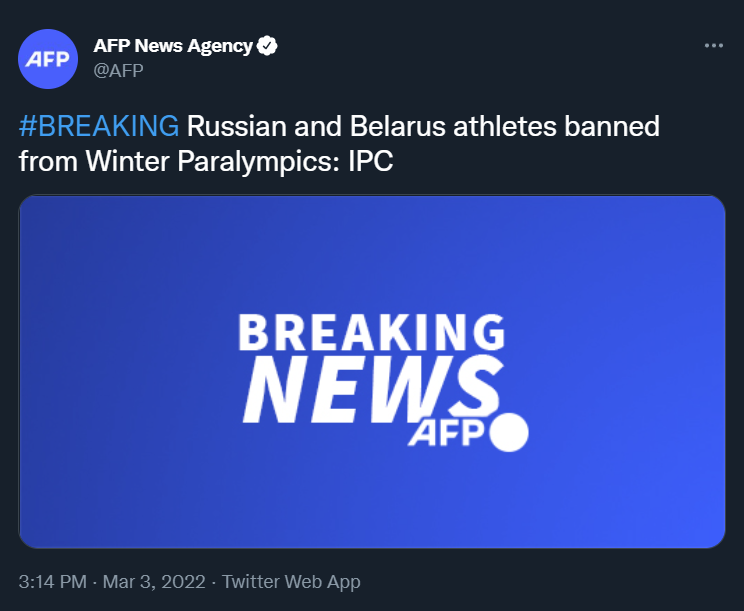 AFP
AFP News Agency
@AFP
#BREAKING Russian and Belarus athletes banned
from Winter Paralympics: IPC
BREAKING
NEWS
AFP
3:14 PM · Mar 3, 2022 · Twitter Web App